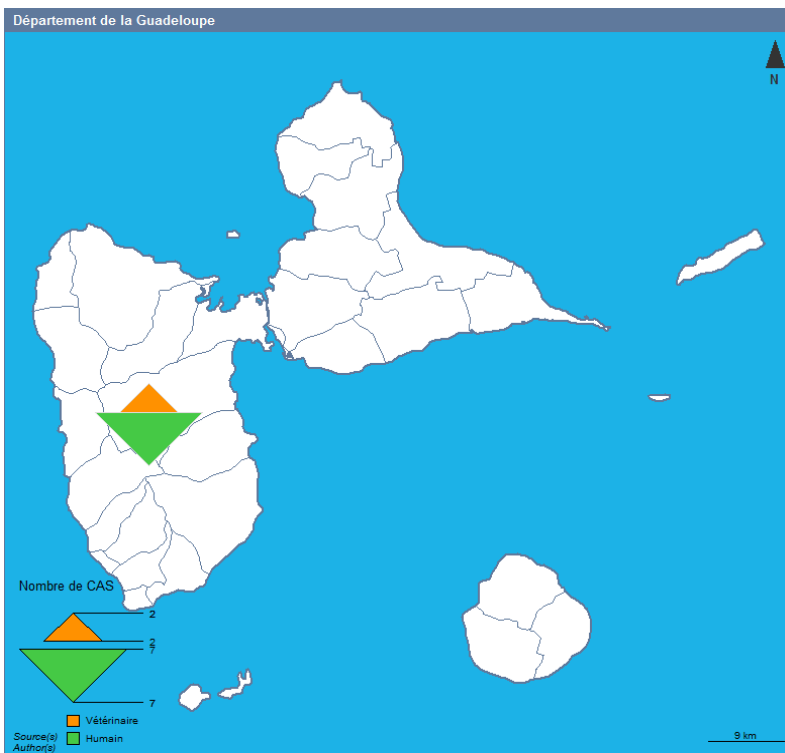 Département de la Guadeloupe
N
Nombre de CAS
2
2
7
7
Vétérinaire
Humain
Source(s)
Author(s)
9 km